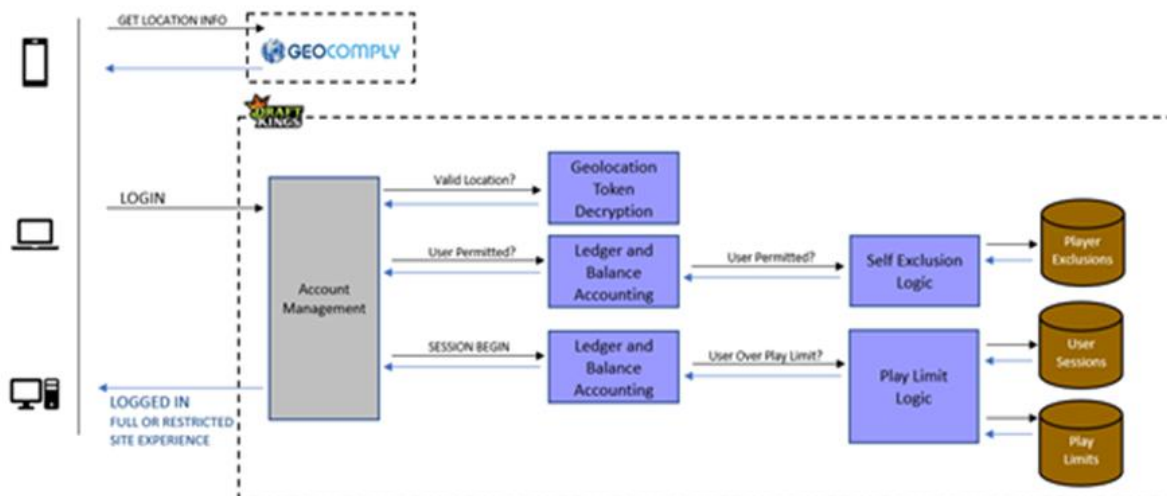 GET LOCATION INFO
GEOCOMPLY
DRAFT
KINGS
LOGIN
Valid Location?
Geolocation
Token
Decryption
User Permitted?
Ledger and
Balance
Accounting
User Permitted?
Self Exclusion
Logic
Player
Exclusions
Account
Management
SESSION BEGIN
Ledger and
Balance
Accounting
User Over Play Limit?
Play Limit
Logic
User
Sessions
Play
Limits
LOGGED IN
FULL OR RESTRICTED
SITE EXPERIENCE